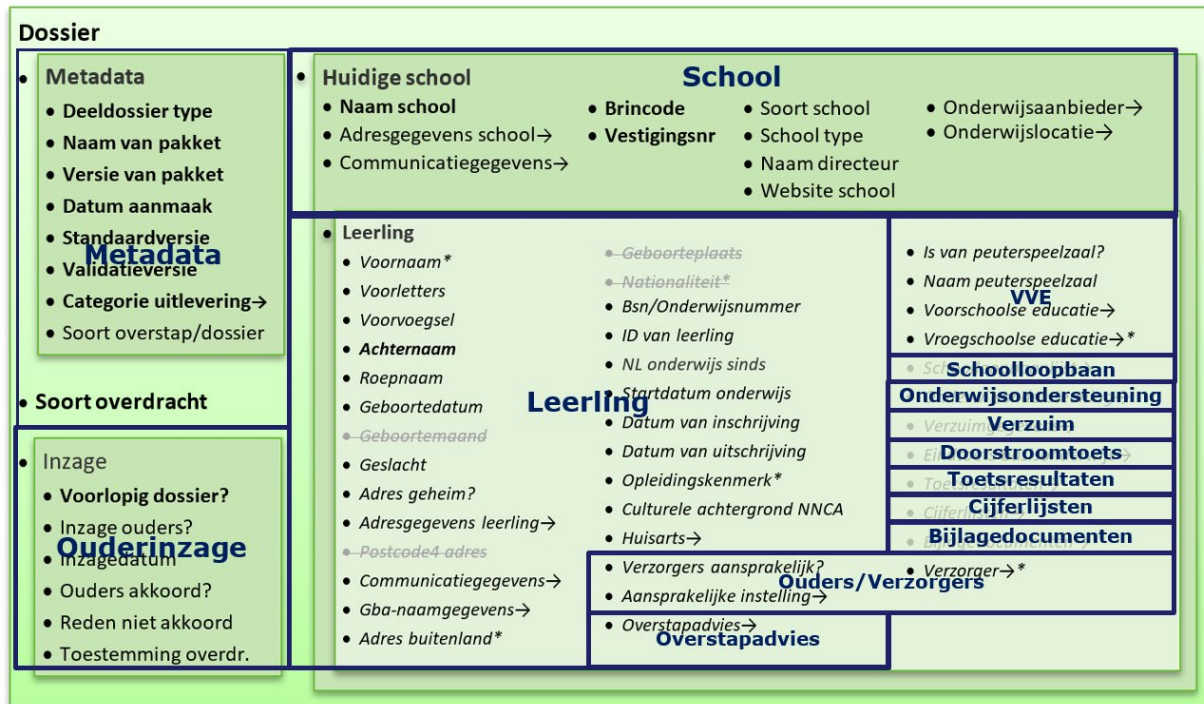 Dossier
• Metadata
• Deeldossier type
• Naam van pakket
• Versie van pakket
• Datum aanmaak
• Standaardversie
Metadata
• Validatieversie
• Categorie uitlevering→
• Soort overstap/dossier
• Soort overdracht
• Inzage
• Voorlopig dossier?
• Inzage ouders?
Ouderinzage
• Inzagedatum
• Ouders akkoord?
• Reden niet akkoord
• Toestemming overdr.
• Huidige school
School
• Naam school
• Adresgegevens school→
• Communicatiegegevens→
• Brincode
• Vestigingsnr
• Soort school
• School type
• Naam directeur
• Website school
• Onderwijsaanbieder→
• Onderwijslocatie→
• Leerling
• Voornaam*
• Voorletters
• Voorvoegsel
• Achternaam
• Roepnaam
• Geboortedatum
• Geboortemaand
• Geslacht
• Adres geheim?
• Adresgegevens leerling→
• Postcode4 adres
• Communicatiegegevens→
• Gba-naamgegevens→
• Adres buitenland*
Leerling
• Geboorteplaats
• Nationaliteit*
• Bsn/Onderwijsnummer
• ID van leerling
• NL onderwijs sinds
• Startdatum onderwijs
• Datum van inschrijving
• Datum van uitschrijving
• Opleidingskenmerk*
• Culturele achtergrond NNCA
• Huisarts→
• Verzorgers aansprakelijk?
• Aansprakelijke instelling→
• Overstapadvies→
Overstapadvies
• Is van peuterspeelzaal?
• Naam peuterspeelzaal
VVE
• Voorschoolse educatie→
• Vroegschoolse educatie→*
Schoolloopbaan
Onderwijsondersteuning
Verzuim
Doorstroomtoets
• Toetsresultaten→
Toetsresultaten
• Cijferlijsten→
Cijferlijsten
• Bijlagedocumenten→
Bijlagedocumenten
• Verzorger→*
Ouders/Verzorgers